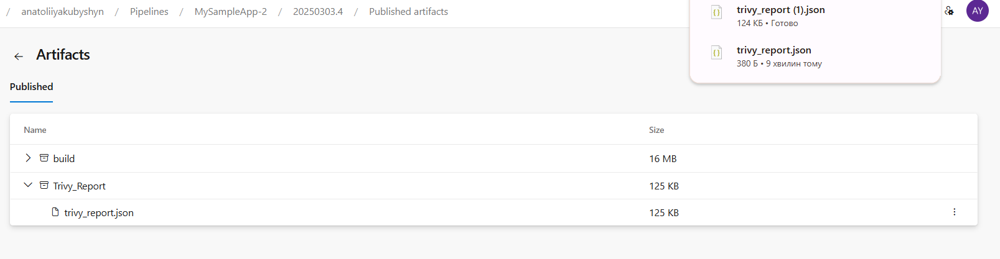 / anatoliiyakubyshyn / Pipelines / MySampleApp-2 / 20250303.4 / Published artifacts
trivy_report (1).json
124 КБ • Готово
trivy_report.json
380 Б • 9 хвилин тому
AY
Artifacts
Published
Name Size
build 16 MB
Trivy_Report 125 KB
trivy_report.json 125 KB